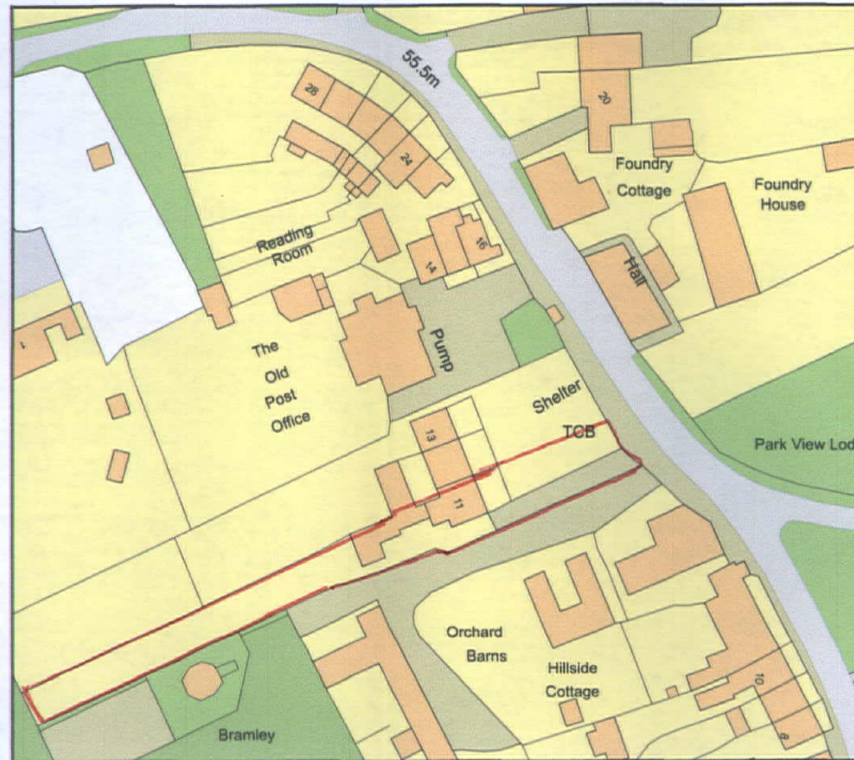 55.5m
28
24
20
Foundry
Cottage
Foundry
House
Reading
Room
14
16
Hall
1
The
Old
Post
Office
Pump
Shelter
TCB
13
11
Park View Lod
Orchard
Barns
Hillside
Cottage
10
8
Bramley